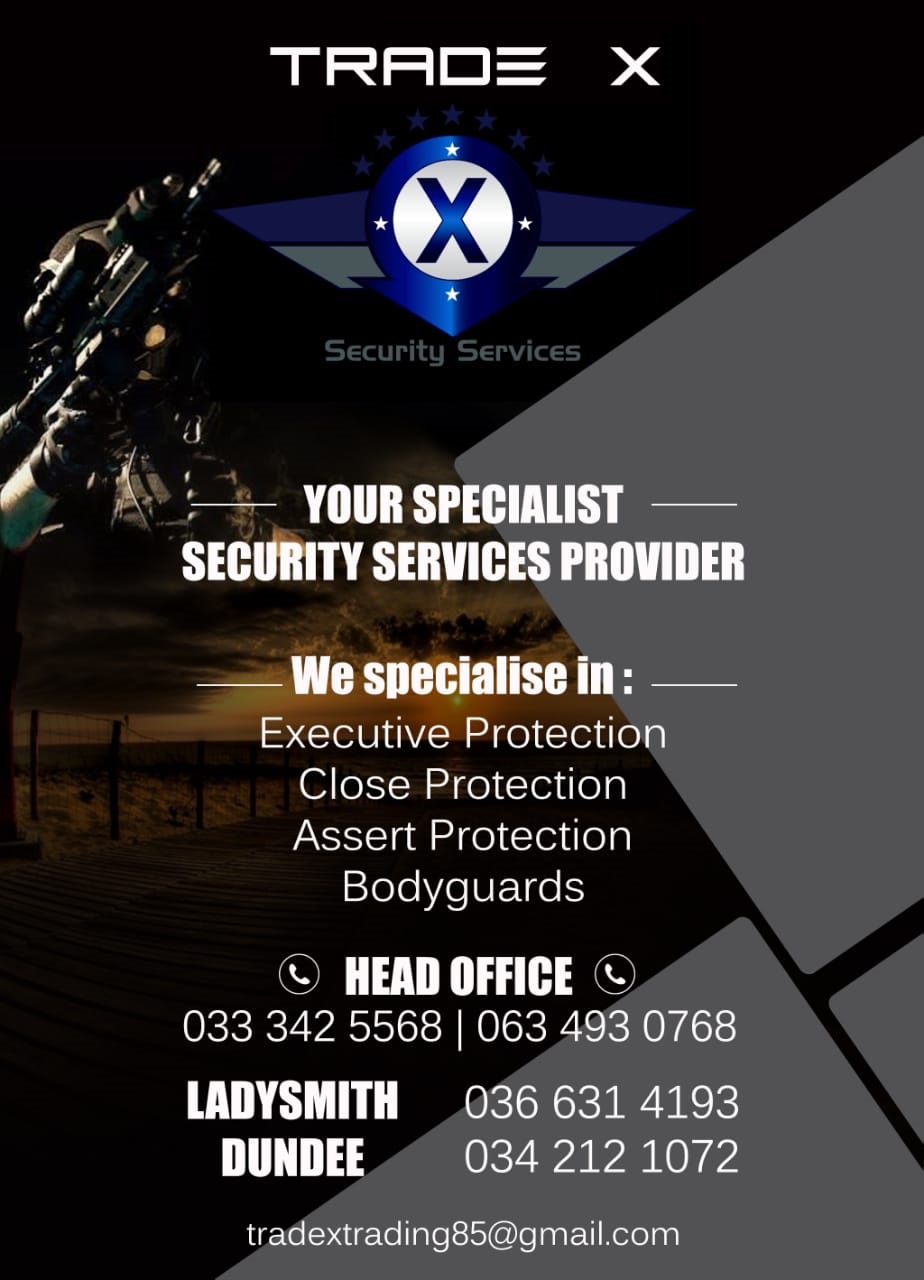 TRADE X
X
Security Services
YOUR SPECIALIST
SECURITY SERVICES PROVIDER
We specialise in :
Executive Protection
Close Protection
Assert Protection
Bodyguards
HEAD OFFICE
033 342 5568 | 063 493 0768
LADYSMITH 036 631 4193
DUNDEE 034 212 1072
tradextrading85@gmail.com